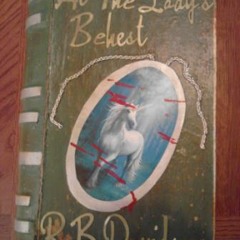 At The Lady's
Behest
R.B.